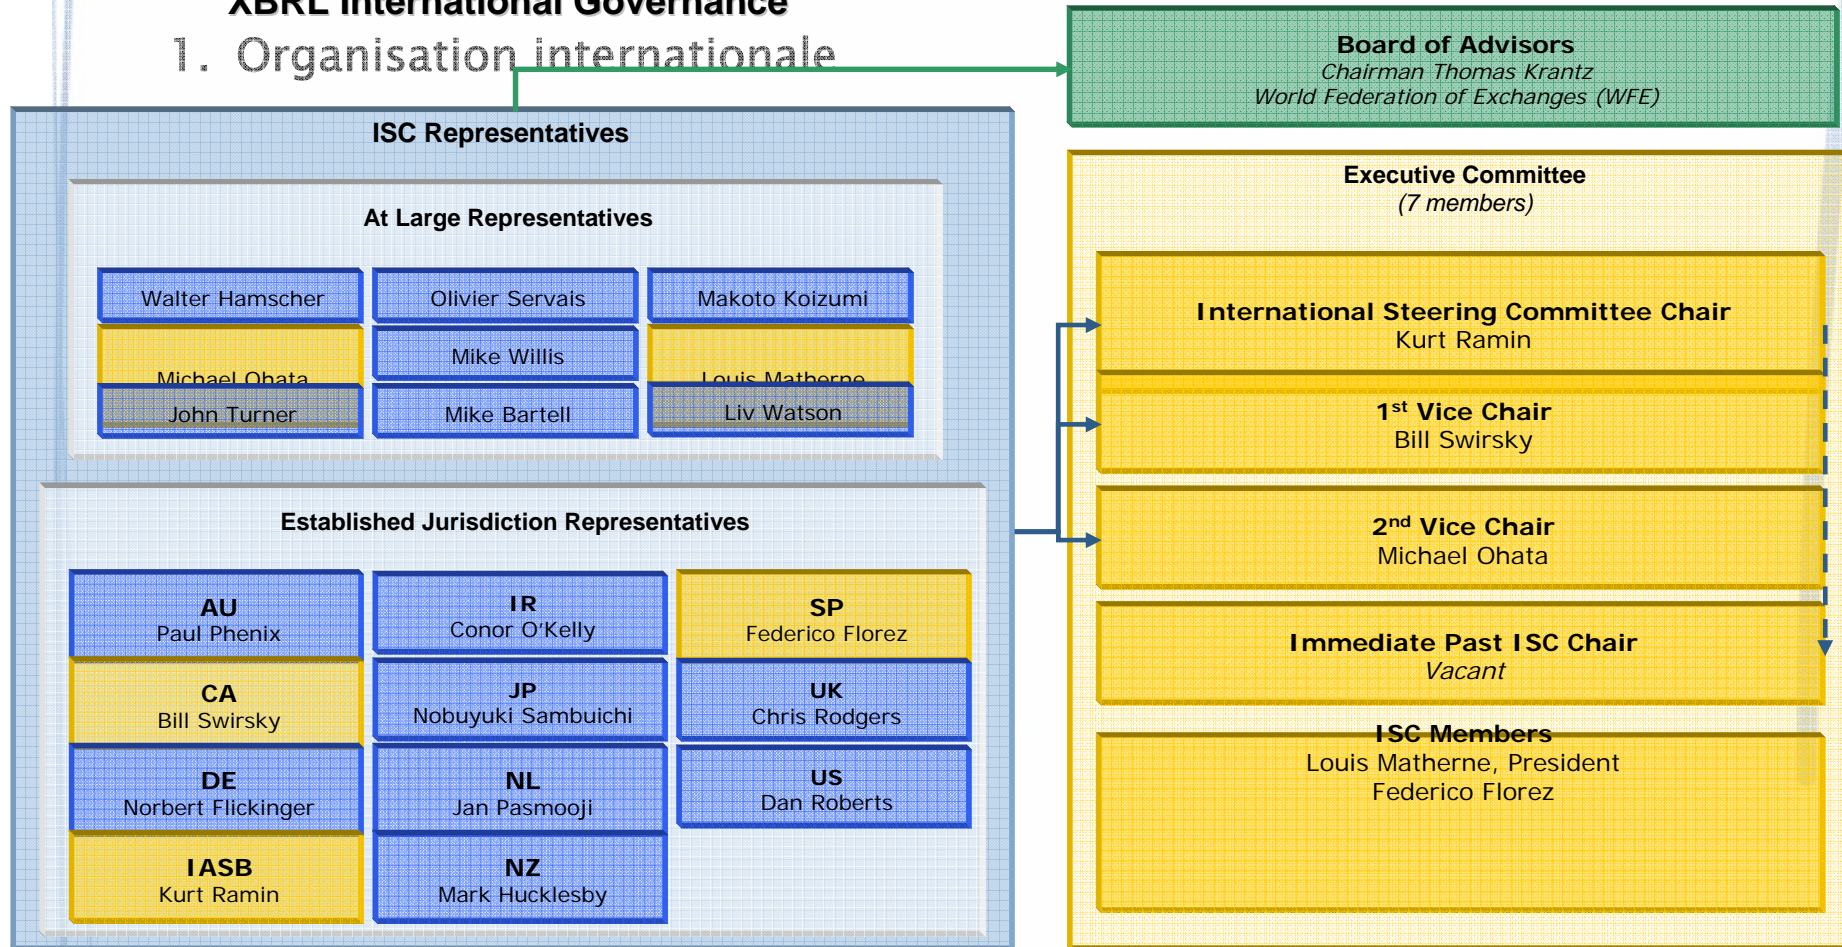 XBRL International Governance
1. Organisation internationale
Board of Advisors
Chairman Thomas Krantz
World Federation of Exchanges (WFE)
ISC Representatives
At Large Representatives
Walter Hamscher
Olivier Servais
Makoto Koizumi
Michael Ohata
Mike Willis
Louis Matherne
John Turner
Mike Bartell
Liv Watson
Established Jurisdiction Representatives
AU
Paul Phenix
IR
Conor O'Kelly
SP
Federico Florez
CA
Bill Swirsky
JP
Nobuyuki Sambuichi
UK
Chris Rodgers
DE
Norbert Flickinger
NL
Jan Pasmooji
US
Dan Roberts
IASB
Kurt Ramin
NZ
Mark Hucklesby
Executive Committee
(7 members)
International Steering Committee Chair
Kurt Ramin
1st Vice Chair
Bill Swirsky
2nd Vice Chair
Michael Ohata
Immediate Past ISC Chair
Vacant
ISC Members
Louis Matherne, President
Federico Florez